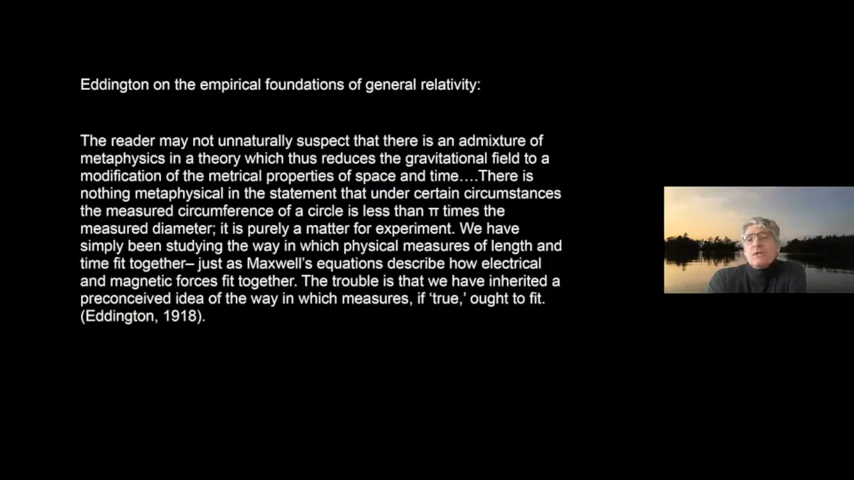 Eddington on the empirical foundations of general relativity:
The reader may not unnaturally suspect that there is an admixture of
metaphysics in a theory which thus reduces the gravitational field to a
modification of the metrical properties of space and time….There is
nothing metaphysical in the statement that under certain circumstances
the measured circumference of a circle is less than π times the
measured diameter; it is purely a matter for experiment. We have
simply been studying the way in which physical measures of length and
time fit together– just as Maxwell’s equations describe how electrical
and magnetic forces fit together. The trouble is that we have inherited a
preconceived idea of the way in which measures, if ‘true,’ ought to fit.
(Eddington, 1918).